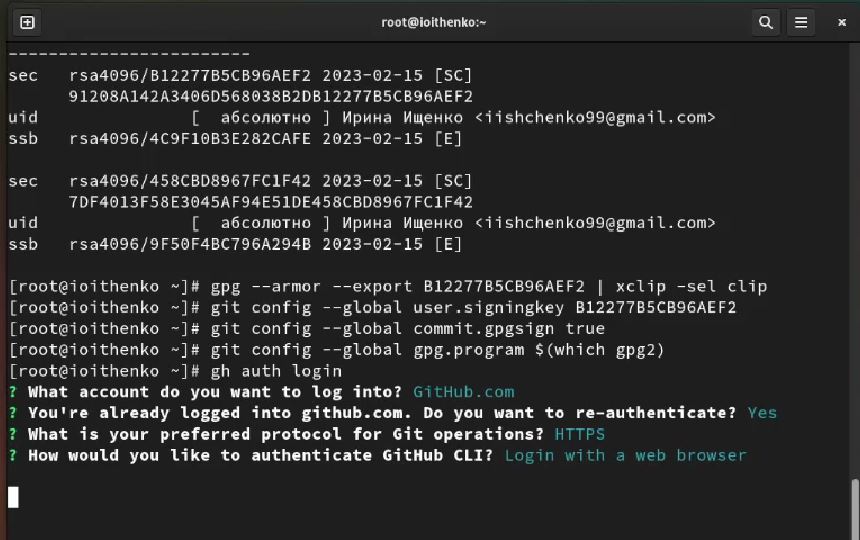 root@ioithenko:~
------------------------
sec   rsa4096/B12277B5CB96AEF2 2023-02-15 [SC]
      91208A142A3406D568038B2DB12277B5CB96AEF2
uid               [  абсолютно ] Ирина Ищенко <iishchenko99@gmail.com>
ssb   rsa4096/4C9F10B3E282CAFE 2023-02-15 [E]
sec   rsa4096/458CBD8967FC1F42 2023-02-15 [SC]
      7DF4013F58E3045AF94E51DE458CBD8967FC1F42
uid               [  абсолютно ] Ирина Ищенко <iishchenko99@gmail.com>
ssb   rsa4096/9F50F4BC796A294B 2023-02-15 [E]
[root@ioithenko ~]# gpg --armor --export B12277B5CB96AEF2 | xclip -sel clip
[root@ioithenko ~]# git config --global user.signingkey B12277B5CB96AEF2
[root@ioithenko ~]# git config --global commit.gpgsign true
[root@ioithenko ~]# git config --global gpg.program $(which gpg2)
[root@ioithenko ~]# gh auth login
? What account do you want to log into? GitHub.com
? You're already logged into github.com. Do you want to re-authenticate? Yes
? What is your preferred protocol for Git operations? HTTPS
? How would you like to authenticate GitHub CLI? Login with a web browser